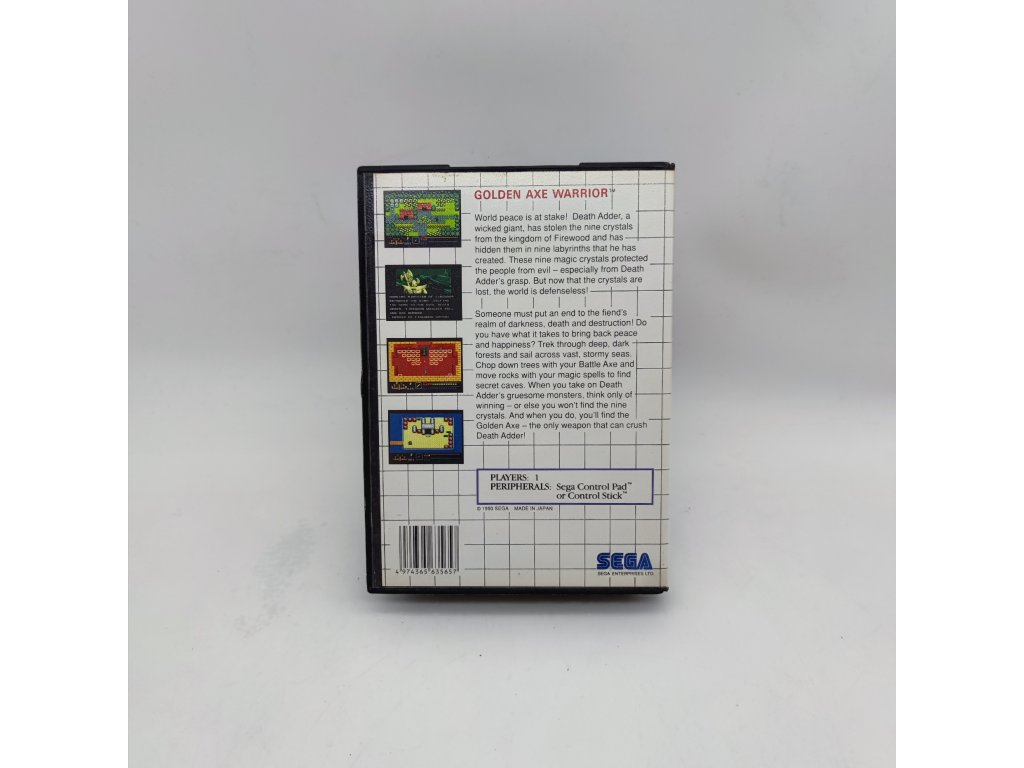 GOLDEN AXE WARRIOR™
World peace is at stake! Death Adder, a
wicked giant, has stolen the nine crystals
from the kingdom of Firewood and has
hidden them in nine labyrinths that he has
created. These nine magic crystals protected
the people from evil – especially from Death
Adder's grasp. But now that the crystals are
lost, the world is defenseless!
Someone must put an end to the fiend's
realm of darkness, death and destruction! Do
you have what it takes to bring back peace
and happiness? Trek through deep, dark
forests and sail across vast, stormy seas.
Chop down trees with your Battle Axe and
move rocks with your magic spells to find
secret caves. When you take on Death
Adder's gruesome monsters, think only of
winning – or else you won't find the nine
crystals. And when you do, you'll find the
Golden Axe – the only weapon that can crush
Death Adder!
PLAYERS: 1
PERIPHERALS: Sega Control Pad™
or Control Stick™
© 1990 SEGA MADE IN JAPAN
4 974365 635657
SEGA
SEGA ENTERPRISES LTD.